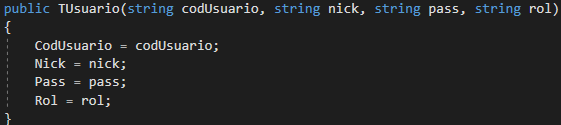 public TUsuario(string codUsuario, string nick, string pass, string rol)
{
CodUsuario = codUsuario;
Nick = nick;
Pass = pass;
Rol = rol;
}